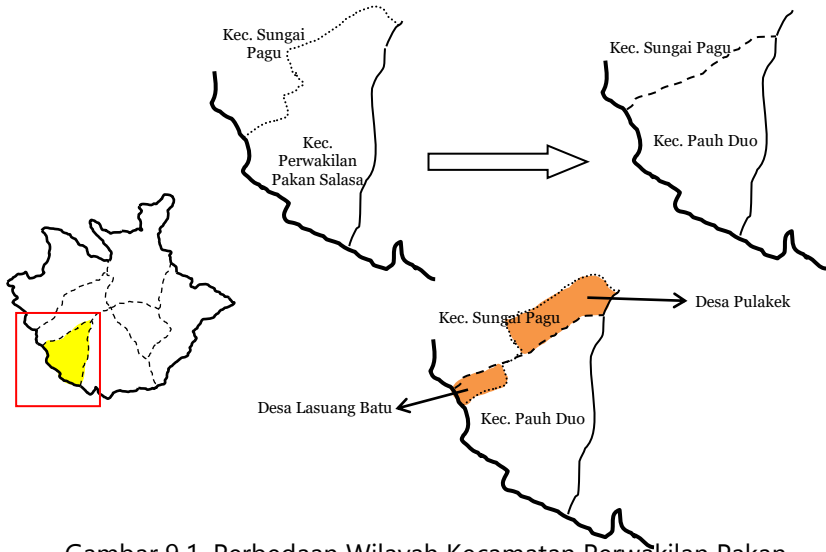 Kec. Sungai
Pagu
Kec.
Perwakilan
Pakan Salasa
Kec. Sungai Pagu
Kec. Pauh Duo
Kec. Sungai Pagu
Desa Pulakek
Desa Lasuang Batu
Kec. Pauh Duo
Gambar 9.1. Perbedaan Wilayah Kecamatan Perwakilan Pakan